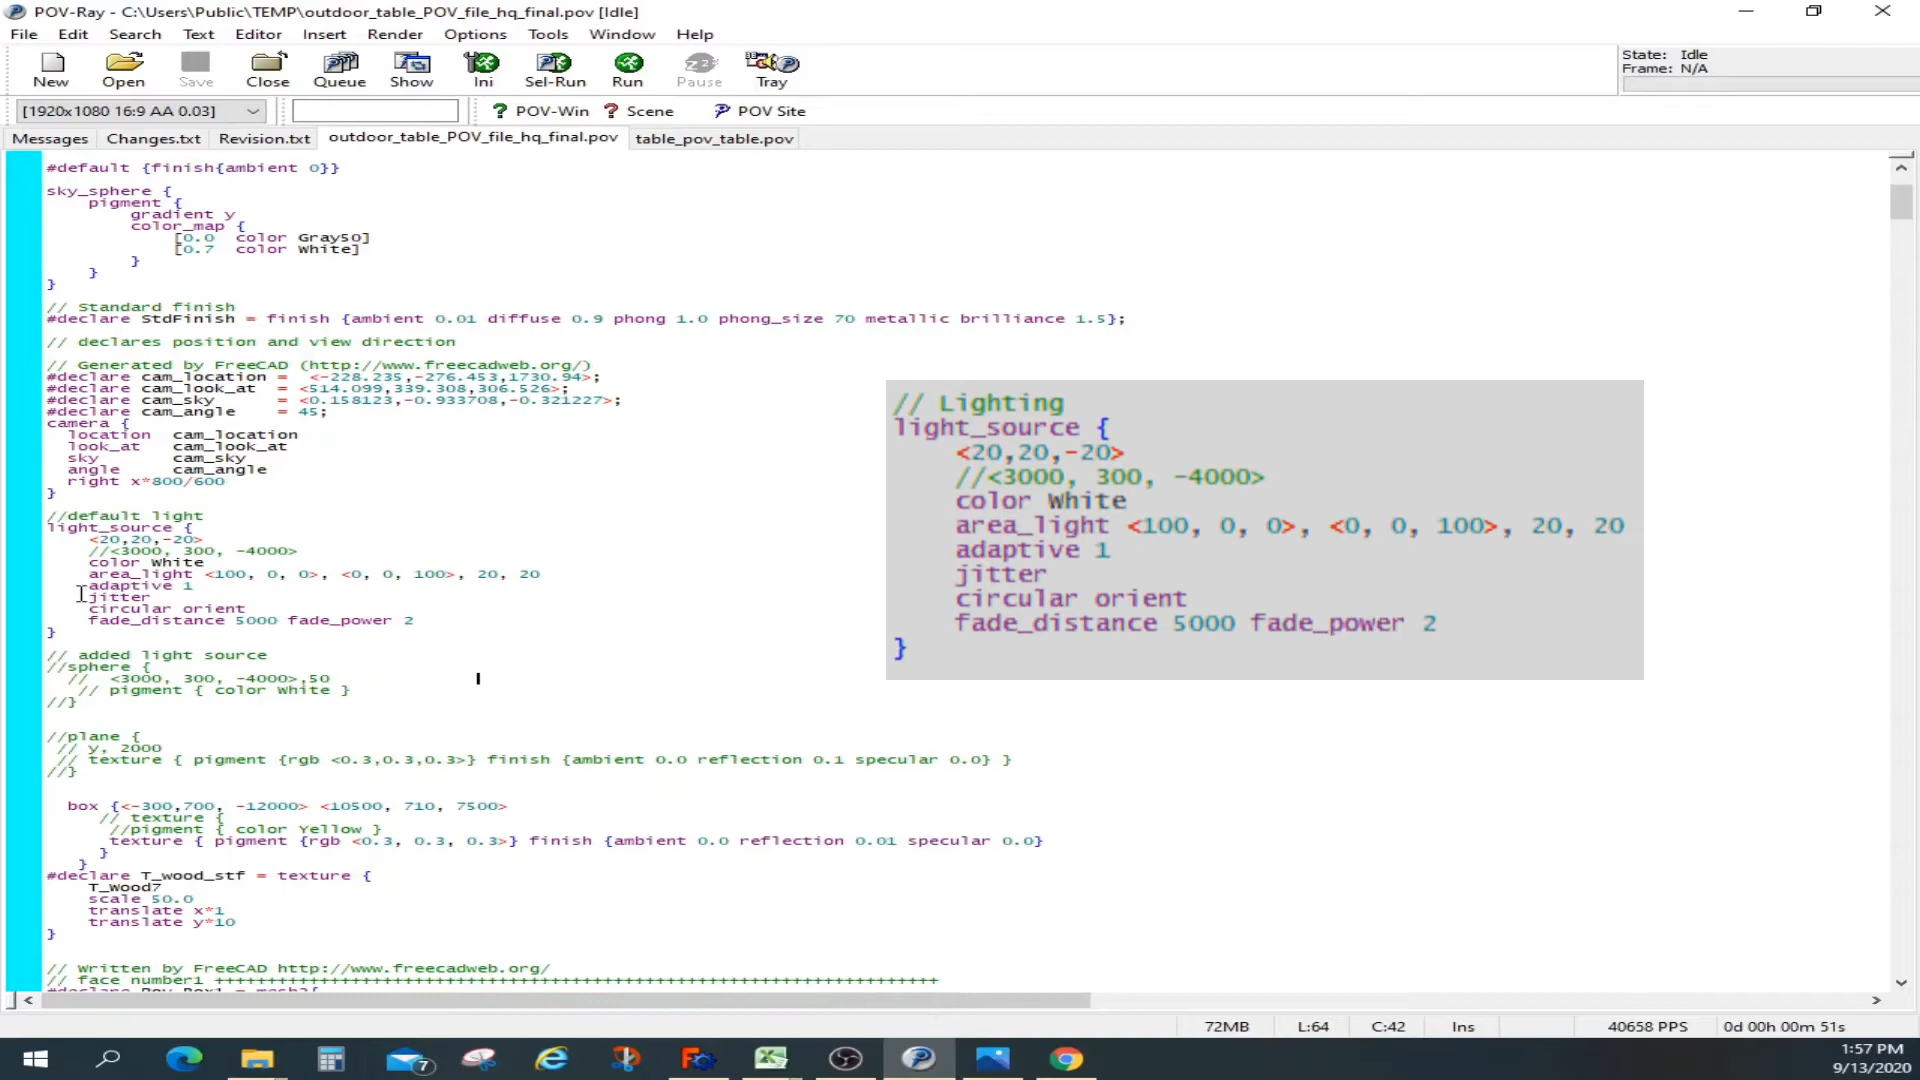 POV-Ray - C:\Users\Public\TEMP\outdoor_table_POV_file_hq_final.pov [Idle]
File Edit Search Text Editor Insert Render Options Tools Window Help
New Open Save Close Queue Show Ini Sel-Run Run Pause Tray
State: Idle
Frame: N/A
[1920x1080 16:9 AA 0.03] ? POV-Win ? Scene POV Site
Messages Changes.txt Revision.txt outdoor_table_POV_file_hq_final.pov table_pov_table.pov
#default {finish{ambient 0}}
sky_sphere {
pigment {
gradient y
color_map {
[0.0 color Gray50]
[0.7 color White]
}
}
}
// Standard finish
#declare StdFinish = finish {ambient 0.01 diffuse 0.9 phong 1.0 phong_size 70 metallic brilliance 1.5};
// declares position and view direction
// Generated by FreeCAD (http://www.freecadweb.org/)
#declare cam_location = <-228.235,-276.453,1730.94>;
#declare cam_look_at = <514.099,339.308,306.526>;
#declare cam_sky = <0.158123,-0.933708,-0.321227>;
#declare cam_angle = 45;
camera {
location cam_location
look_at cam_look_at
sky cam_sky
angle cam_angle
right x*800/600
}
//default light
light_source {
<20,20,-20>
//<3000, 300, -4000>
color White
area_light <100, 0, 0>, <0, 0, 100>, 20, 20
adaptive 1
jitter
circular orient
fade_distance 5000 fade_power 2
}
// added light source
//sphere {
// <3000, 300, -4000>,50
// pigment { color White }
//}
//plane {
// y, 2000
// texture { pigment {rgb <0.3,0.3,0.3>} finish {ambient 0.0 reflection 0.1 specular 0.0} }
//}
box {<-300,700, -12000> <10500, 710, 7500>
// texture {
//pigment { color Yellow }
texture { pigment {rgb <0.3, 0.3, 0.3>} finish {ambient 0.0 reflection 0.01 specular 0.0}
}
}
#declare T_wood_stf = texture {
T_Wood7
scale 50.0
translate x*1
translate y*10
}
// Written by FreeCAD http://www.freecadweb.org/
// face number1 +++++++++++++++++++++++++++++++++++++++++++++++++++++++++++++++++++++
// Lighting
light_source {
<20,20,-20>
//<3000, 300, -4000>
color White
area_light <100, 0, 0>, <0, 0, 100>, 20, 20
adaptive 1
jitter
circular orient
fade_distance 5000 fade_power 2
}
72MB L:64 C:42 Ins 40658 PPS 0d 00h 00m 51s
7
1:57 PM
9/13/2020